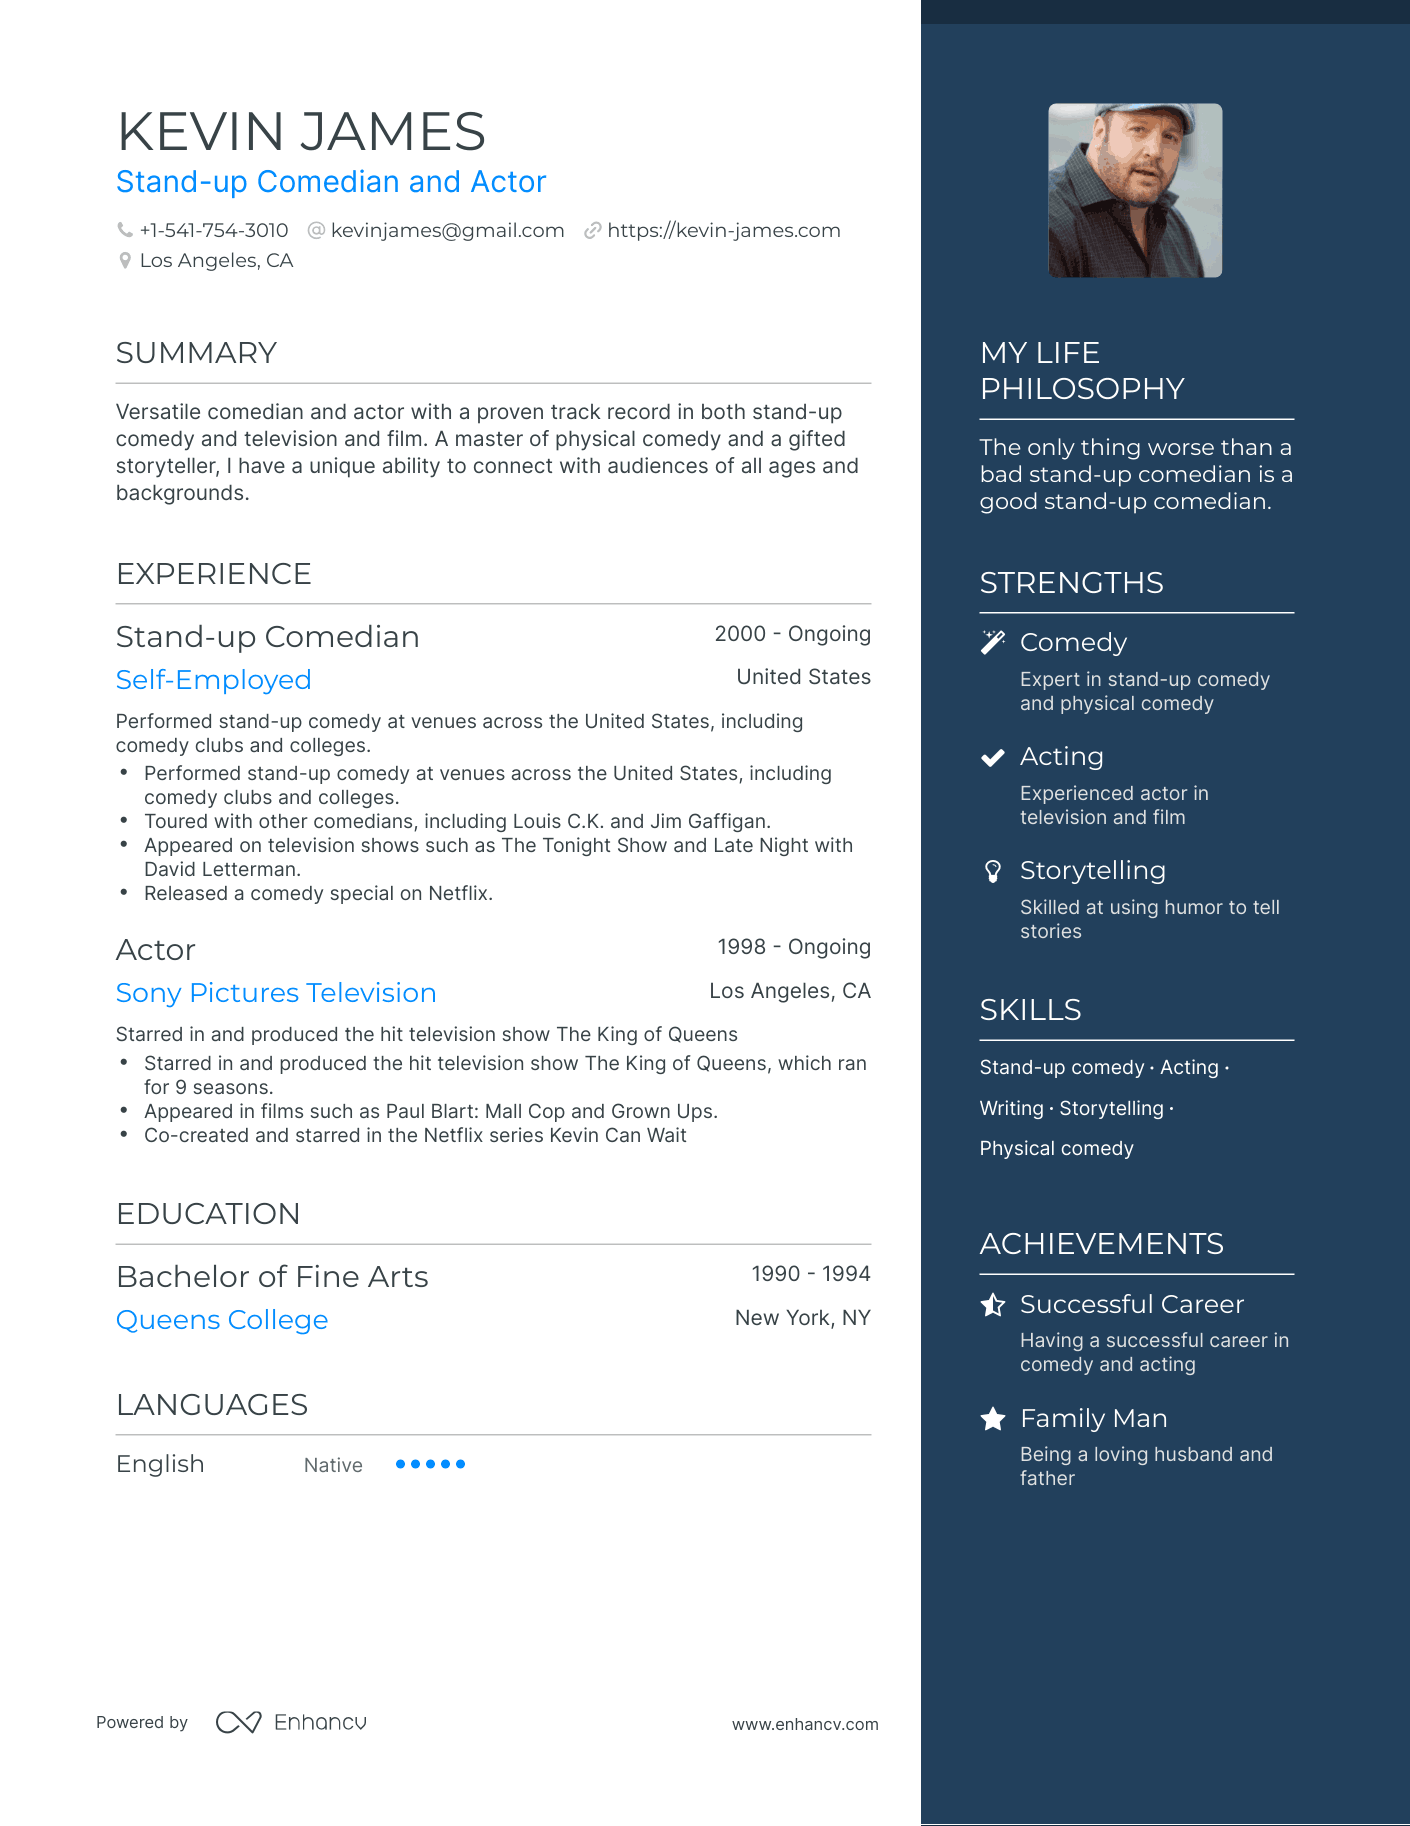 KEVIN JAMES
Stand-up Comedian and Actor
+1-541-754-3010 @ kevinjames@gmail.com https://kevin-james.com
Los Angeles, CA
SUMMARY
Versatile comedian and actor with a proven track record in both stand-up
comedy and television and film. A master of physical comedy and a gifted
storyteller, I have a unique ability to connect with audiences of all ages and
backgrounds.
EXPERIENCE
Stand-up Comedian 2000 - Ongoing
Self-Employed United States
Performed stand-up comedy at venues across the United States, including
comedy clubs and colleges.
• Performed stand-up comedy at venues across the United States, including
comedy clubs and colleges.
• Toured with other comedians, including Louis C.K. and Jim Gaffigan.
• Appeared on television shows such as The Tonight Show and Late Night with
David Letterman.
• Released a comedy special on Netflix.
Actor 1998 - Ongoing
Sony Pictures Television Los Angeles, CA
Starred in and produced the hit television show The King of Queens
• Starred in and produced the hit television show The King of Queens, which ran
for 9 seasons.
• Appeared in films such as Paul Blart: Mall Cop and Grown Ups.
• Co-created and starred in the Netflix series Kevin Can Wait
EDUCATION
Bachelor of Fine Arts 1990 - 1994
Queens College New York, NY
LANGUAGES
English Native
Powered by Enhancv www.enhancv.com
MY LIFE
PHILOSOPHY
The only thing worse than a
bad stand-up comedian is a
good stand-up comedian.
STRENGTHS
Comedy
Expert in stand-up comedy
and physical comedy
Acting
Experienced actor in
television and film
Storytelling
Skilled at using humor to tell
stories
SKILLS
Stand-up comedy · Acting ·
Writing · Storytelling ·
Physical comedy
ACHIEVEMENTS
Successful Career
Having a successful career in
comedy and acting
Family Man
Being a loving husband and
father